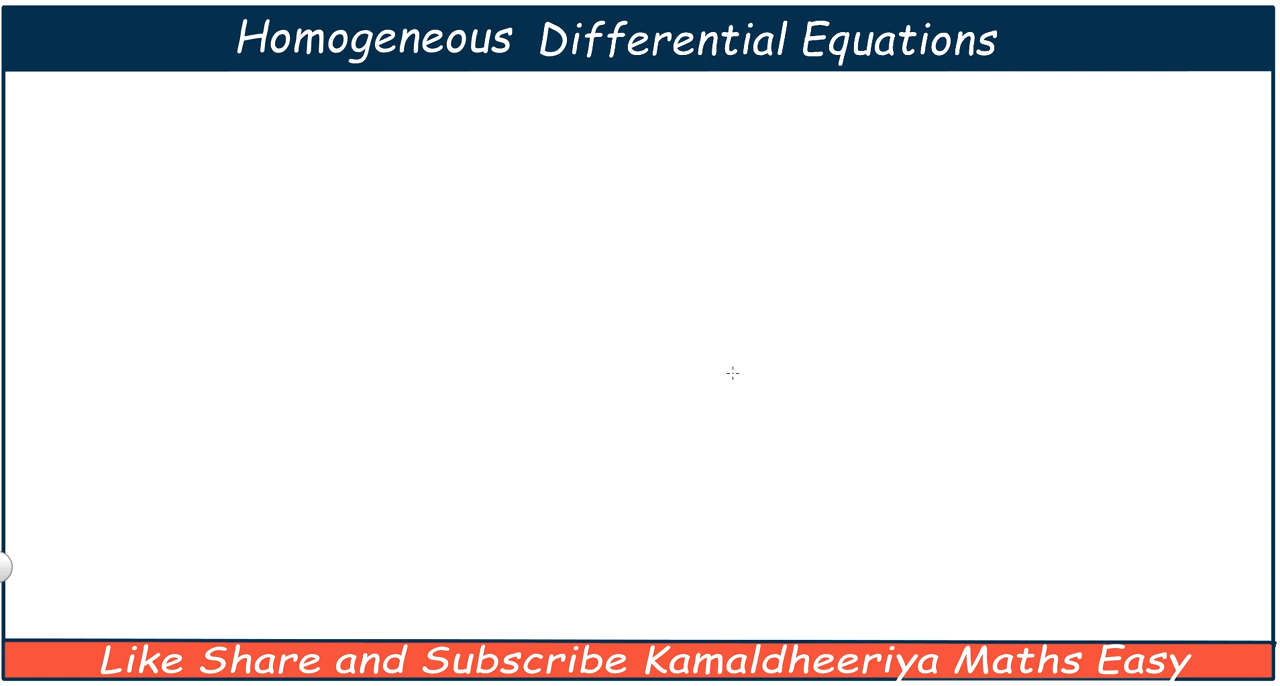 Homogeneous Differential Equations
Like Share and Subscribe Kamaldheeriya Maths Easy